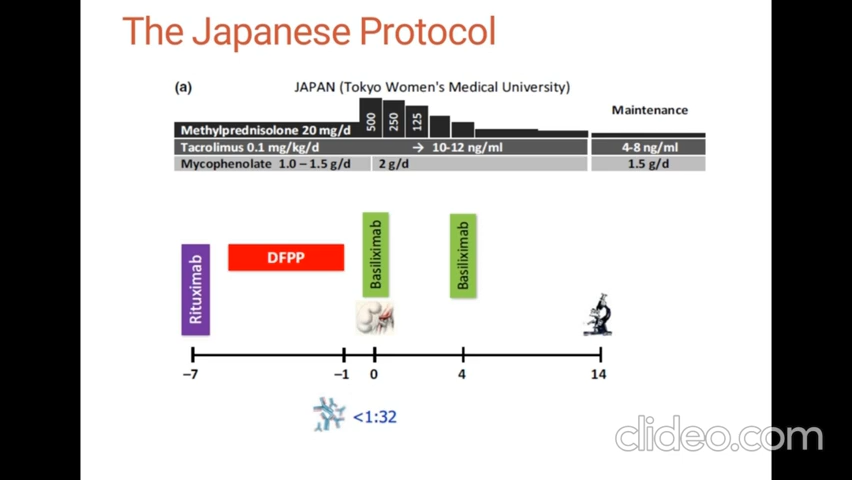 The Japanese Protocol
(a) JAPAN (Tokyo Women's Medical University)
Maintenance
500 250 125
Methylprednisolone 20 mg/d
Tacrolimus 0.1 mg/kg/d → 10-12 ng/ml 4-8 ng/ml
Mycophenolate 1.0 – 1.5 g/d 2 g/d 1.5 g/d
Rituximab
DFPP
Basiliximab
Basiliximab
–7 –1 0 4 14
<1:32
clideo.com